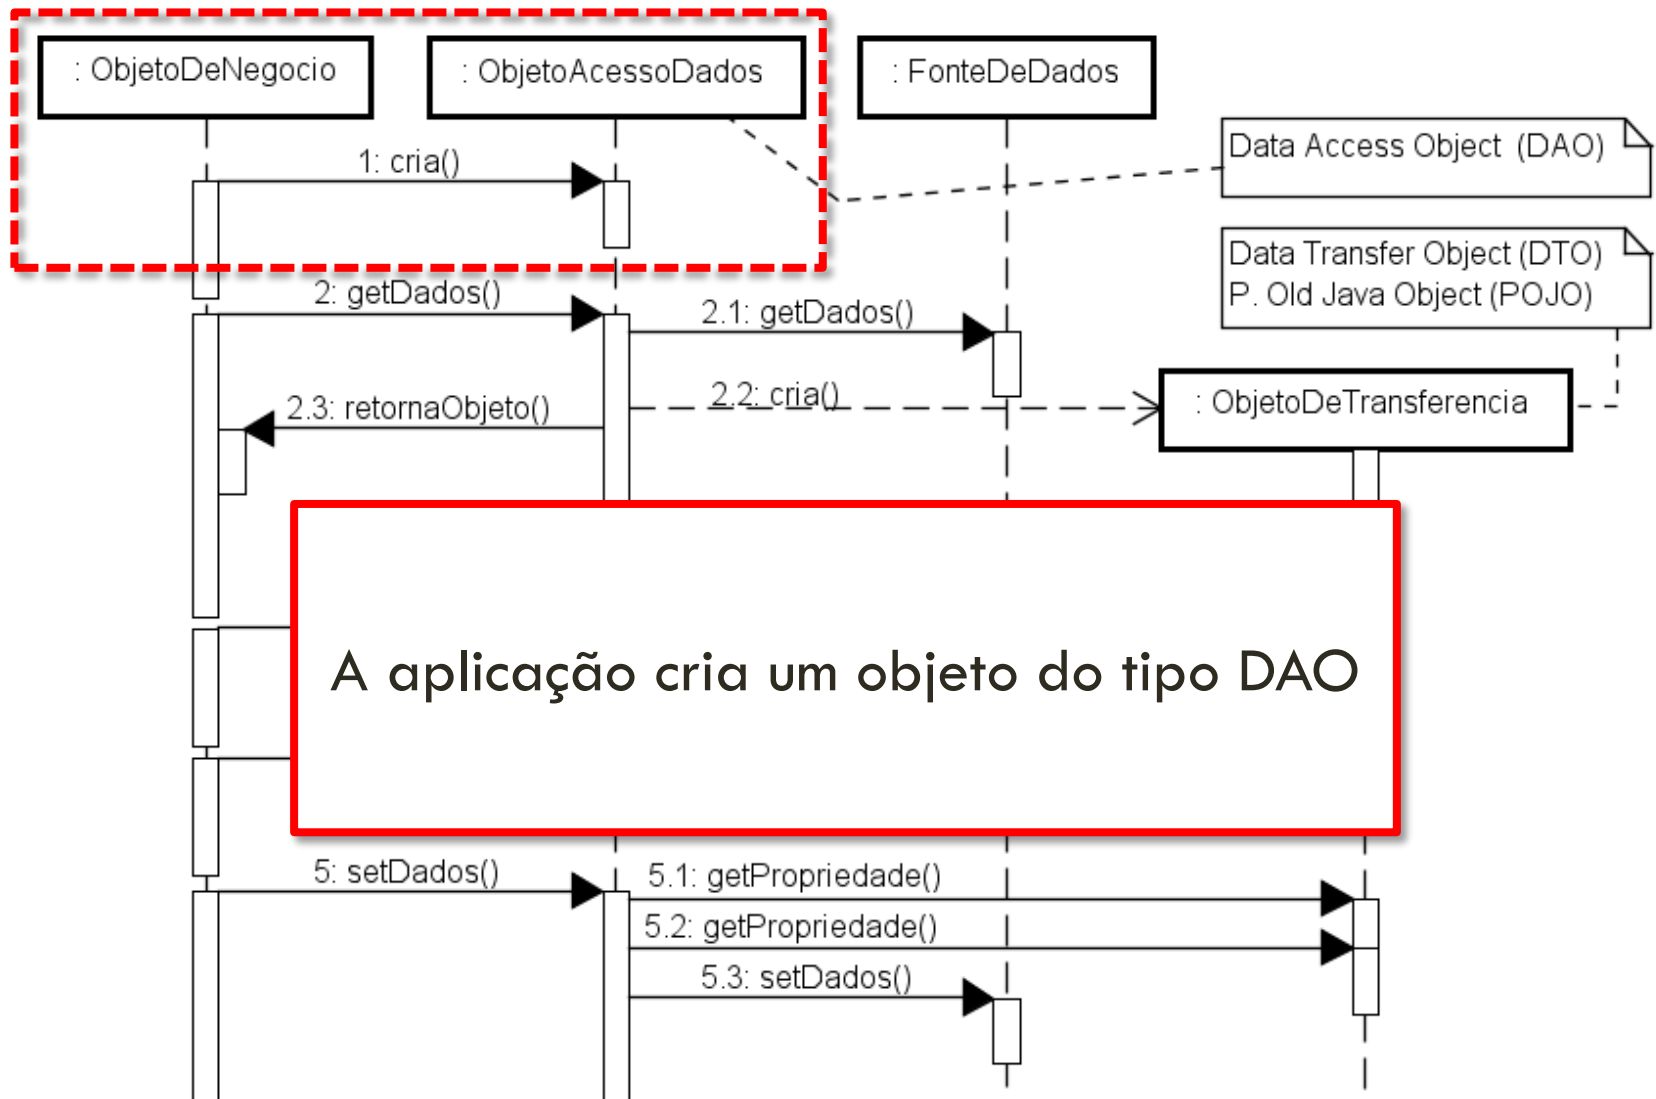 : ObjetoDeNegocio
: ObjetoAcessoDados
: FonteDeDados
Data Access Object (DAO)
1: cria()
Data Transfer Object (DTO)
P. Old Java Object (POJO)
2: getDados()
2.1: getDados()
2.2: cria()
: ObjetoDeTransferencia
2.3: retornaObjeto()
A aplicação cria um objeto do tipo DAO
5: setDados()
5.1: getPropriedade()
5.2: getPropriedade()
5.3: setDados()